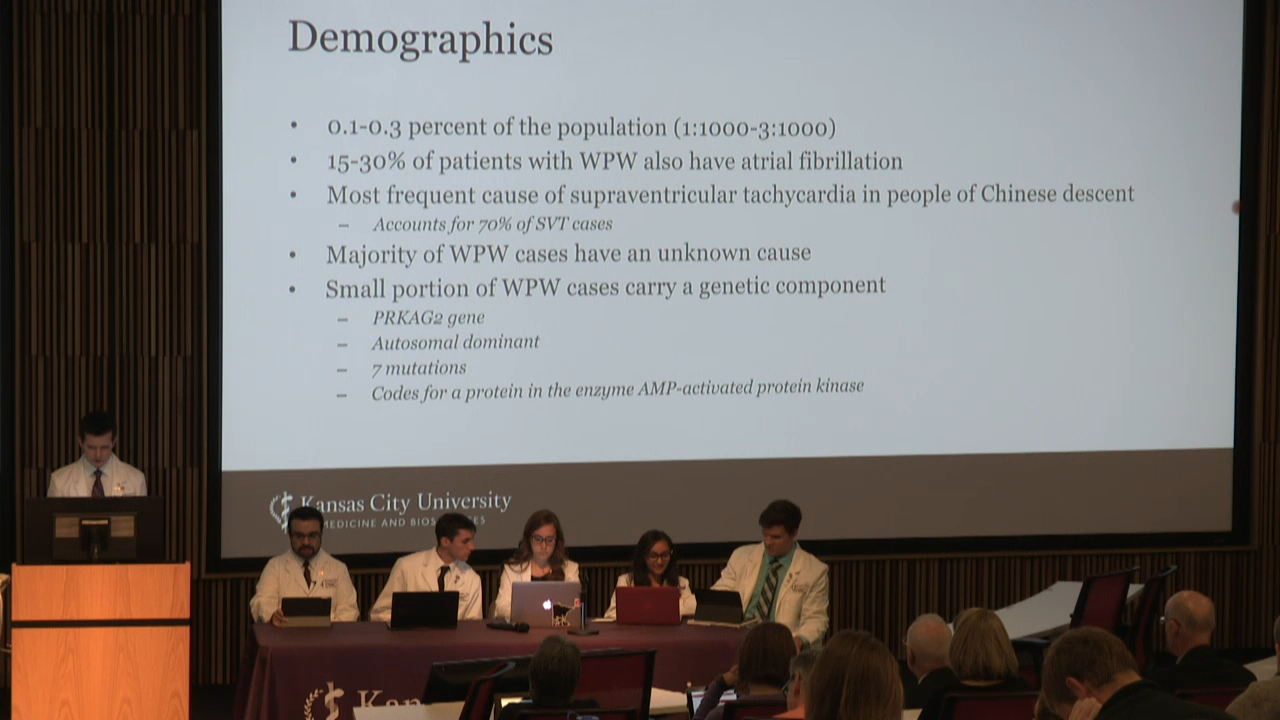 Demographics
• 0.1-0.3 percent of the population (1:1000-3:1000)
• 15-30% of patients with WPW also have atrial fibrillation
• Most frequent cause of supraventricular tachycardia in people of Chinese descent
– Accounts for 70% of SVT cases
• Majority of WPW cases have an unknown cause
• Small portion of WPW cases carry a genetic component
– PRKAG2 gene
– Autosomal dominant
– 7 mutations
– Codes for a protein in the enzyme AMP-activated protein kinase
Kansas City University
MEDICINE AND
Kan